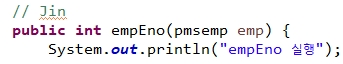 // Jin
public int empEno(pmsemp emp) {
System.out.println("empEno 실행");